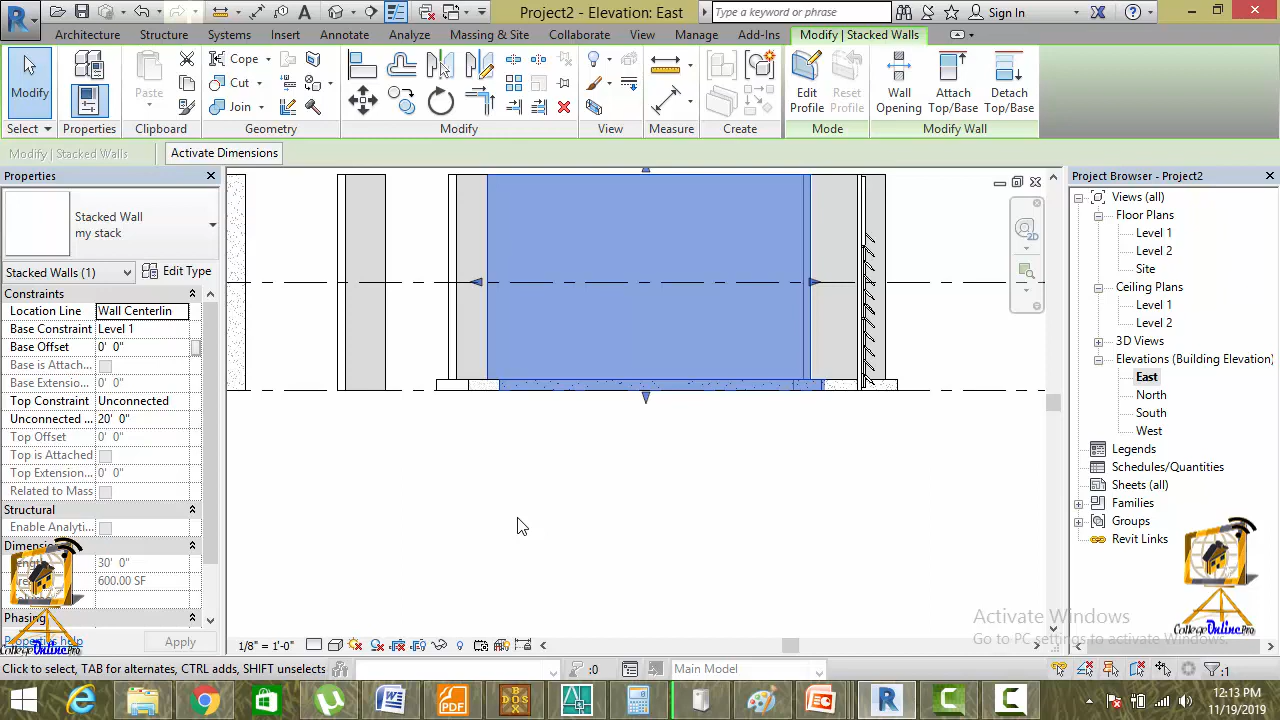 Project2 - Elevation: East
Type a keyword or phrase
Sign In
Architecture Structure Systems Insert Annotate Analyze Massing & Site Collaborate View Manage Add-Ins Modify | Stacked Walls
Modify
Paste
Cope
Cut
Join
Edit Profile
Reset Profile
Wall Opening
Attach Top/Base
Detach Top/Base
Select Properties Clipboard Geometry Modify View Measure Create Mode Modify Wall
Modify | Stacked Walls
Activate Dimensions
Properties
Stacked Wall
my stack
Stacked Walls (1)
Edit Type
Constraints
Location Line Wall Centerlin
Base Constraint Level 1
Base Offset 0' 0"
Base is Attach...
Base Extensio... 0' 0"
Top Constraint Unconnected
Unconnected ... 20' 0"
Top Offset 0' 0"
Top is Attached
Top Extension... 0' 0"
Related to Mass
Structural
Enable Analyti...
30' 0"
600.00 SF
Phasing
Properties help
Apply
CollegeOnlinePro
Project Browser - Project2
Views (all)
Floor Plans
Level 1
Level 2
Site
Ceiling Plans
Level 1
Level 2
3D Views
Elevations (Building Elevation)
East
North
South
West
Legends
Schedules/Quantities
Sheets (all)
Families
Groups
Revit Links
CollegeOnlinePro
2D
Activate Windows
Go to PC settings to activate Windows.
1/8" = 1'-0"
Click to select, TAB for alternates, CTRL adds, SHIFT unselects
:0
Main Model
:1
12:13 PM
11/19/2019